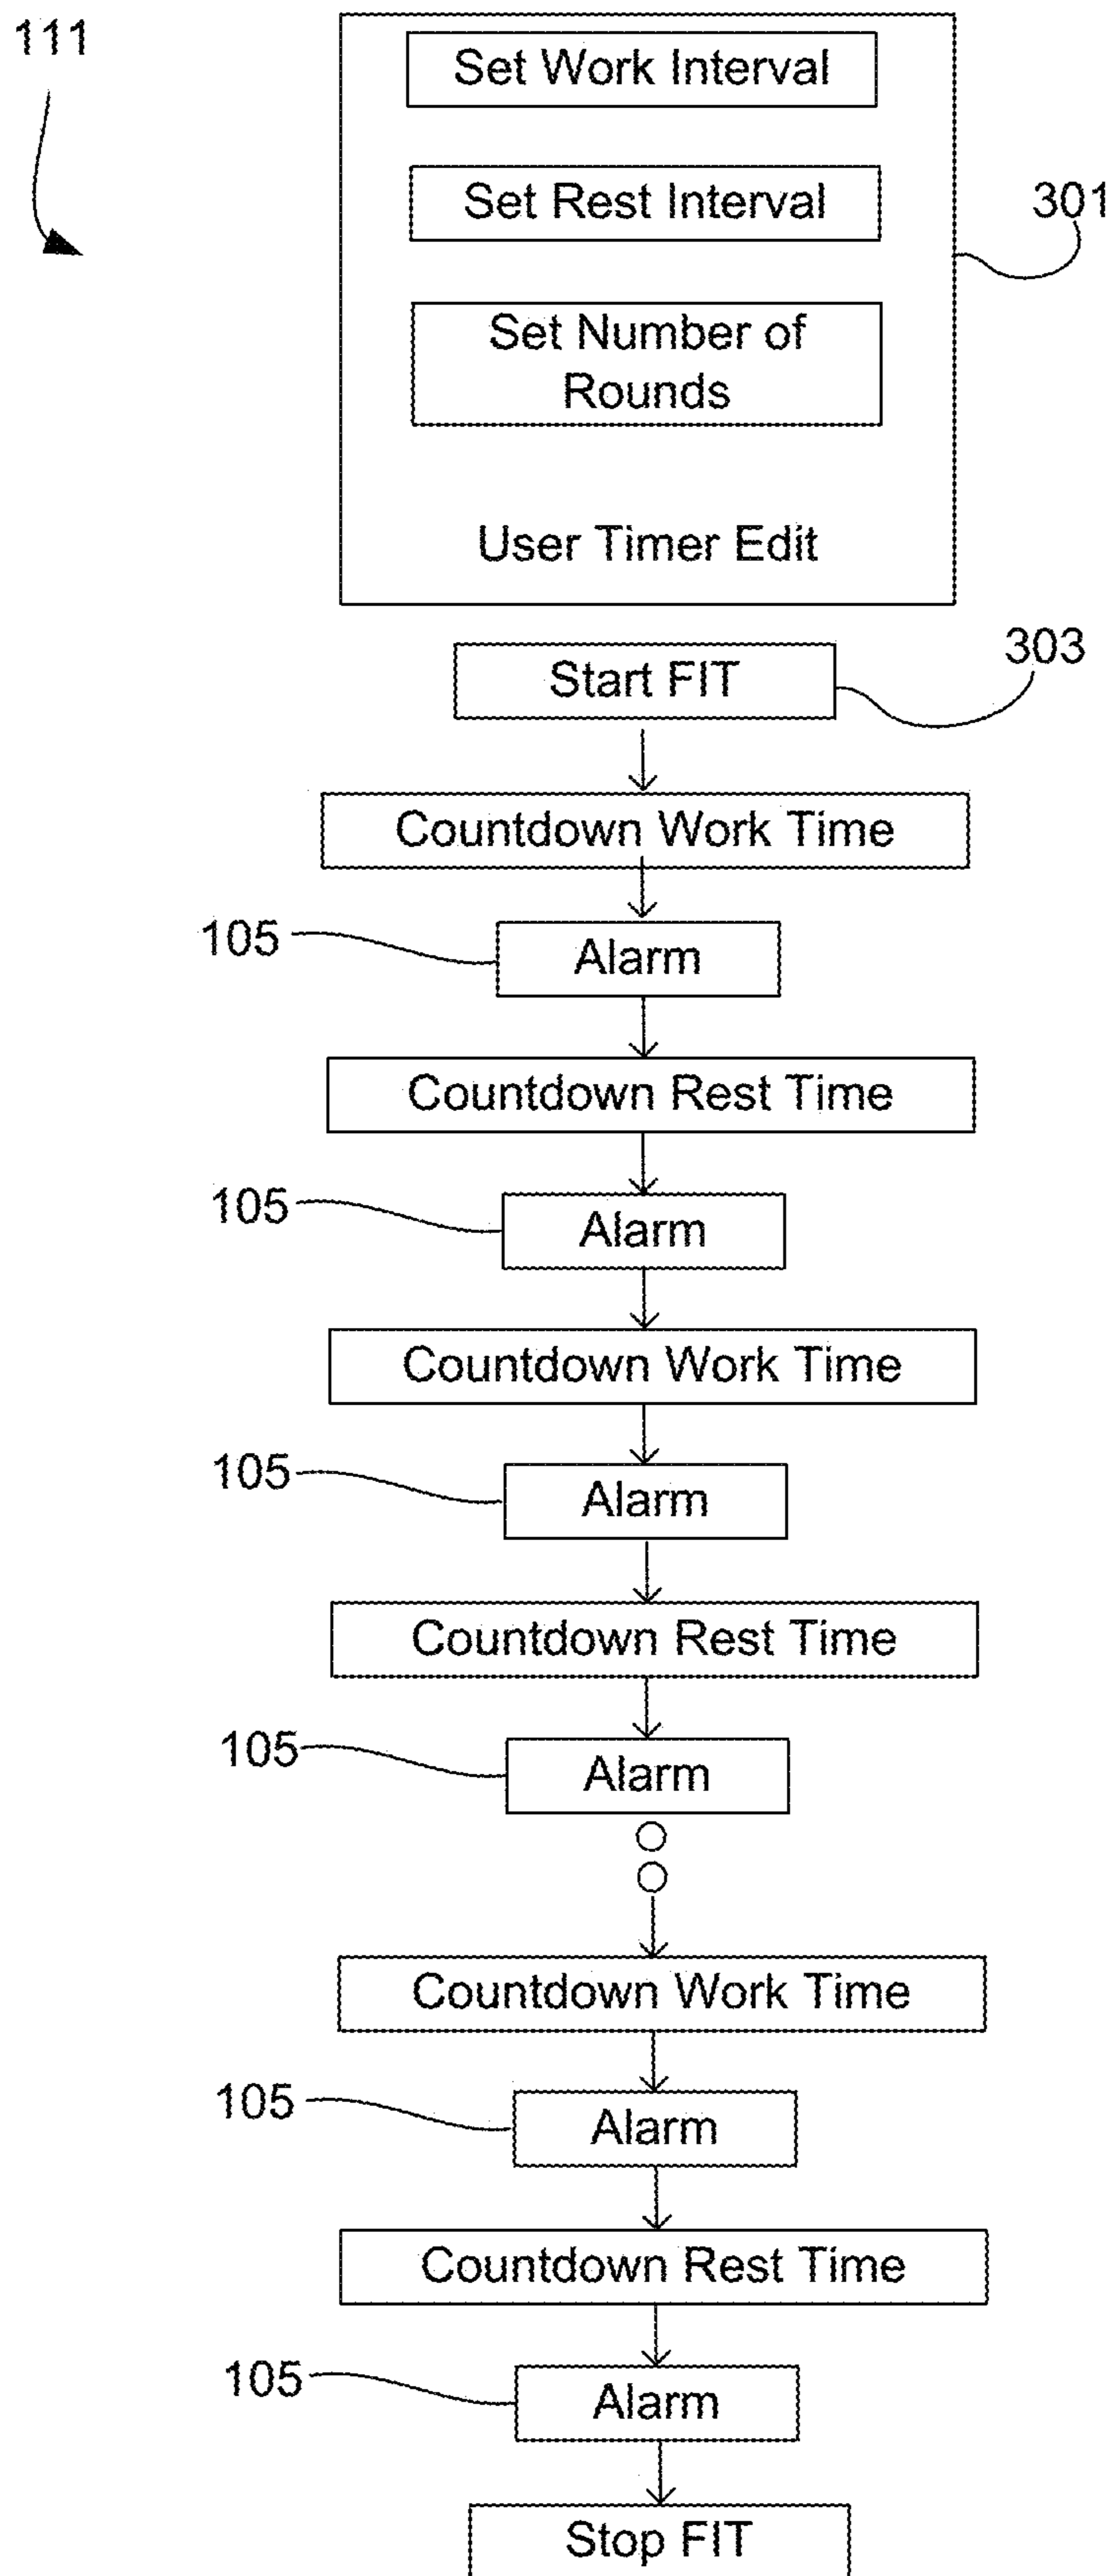 111
Set Work Interval
Set Rest Interval
301
Set Number of
Rounds
User Timer Edit
303
Start FIT
Countdown Work Time
105
Alarm
Countdown Rest Time
105
Alarm
Countdown Work Time
105
Alarm
Countdown Rest Time
105
Alarm
Countdown Work Time
105
Alarm
Countdown Rest Time
105
Alarm
Stop FIT